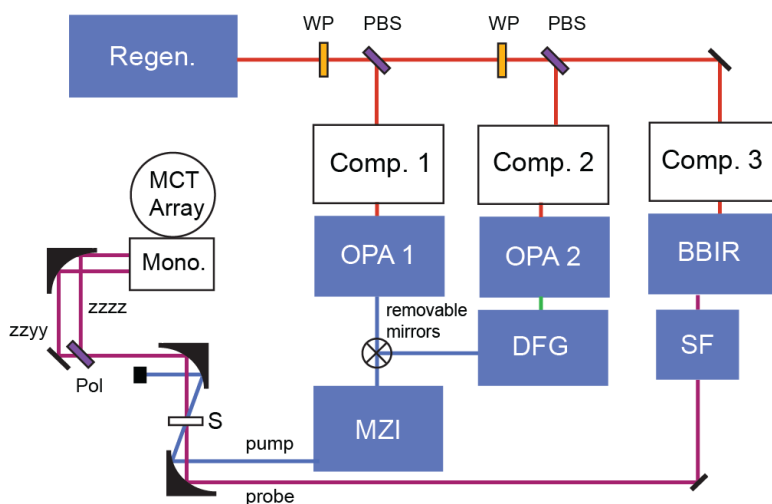 WP
PBS
WP
PBS
Regen.
Comp. 1
Comp. 2
Comp. 3
MCT
Array
Mono.
OPA 1
OPA 2
BBIR
zzyy
zzzz
removable
mirrors
DFG
SF
Pol
S
MZI
pump
probe